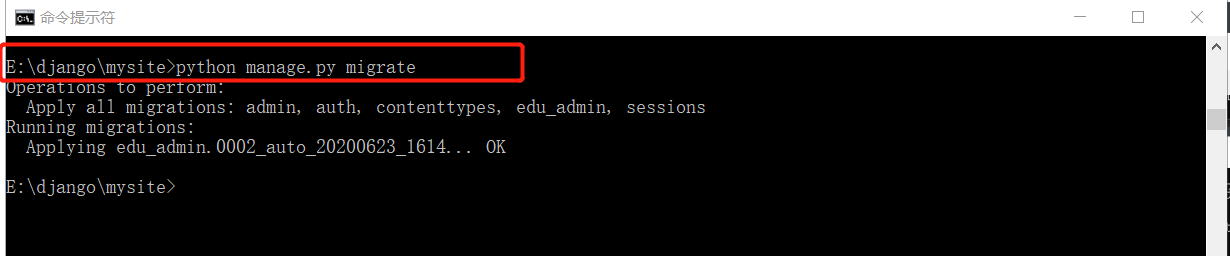 命令提示符
E:\django\mysite>python manage.py migrate
Operations to perform:
  Apply all migrations: admin, auth, contenttypes, edu_admin, sessions
Running migrations:
  Applying edu_admin.0002_auto_20200623_1614... OK
E:\django\mysite>